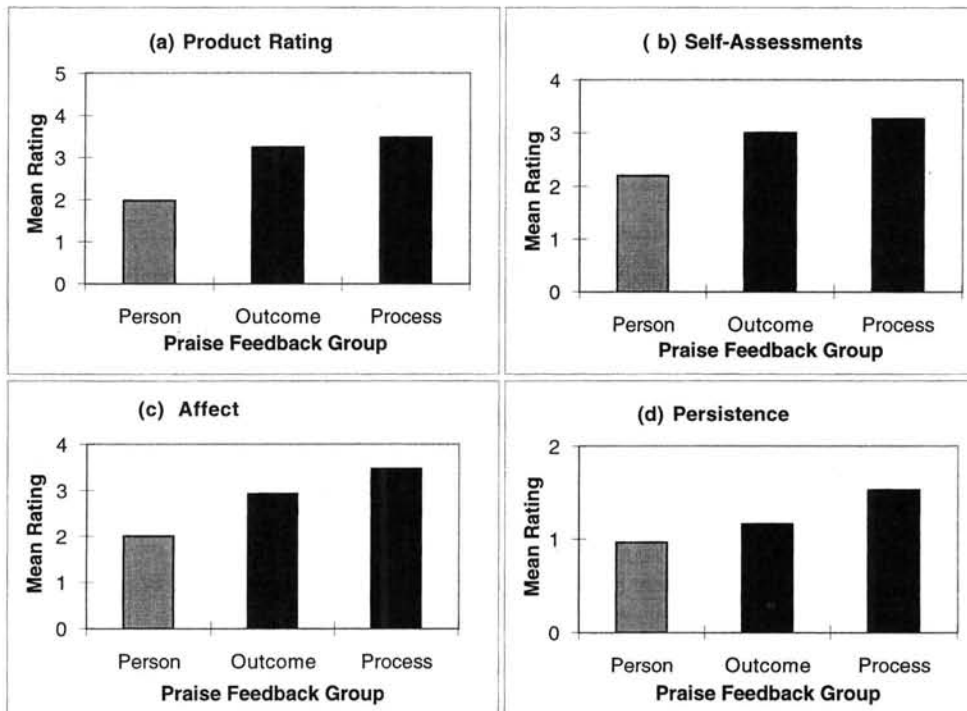 (a) Product Rating
Mean Rating
5
4
3
2
1
0
Person Outcome Process
Praise Feedback Group
( b) Self-Assessments
Mean Rating
4
3
2
1
0
Person Outcome Process
Praise Feedback Group
(c) Affect
Mean Rating
4
3
2
1
0
Person Outcome Process
Praise Feedback Group
(d) Persistence
Mean Rating
2
1
0
Person Outcome Process
Praise Feedback Group